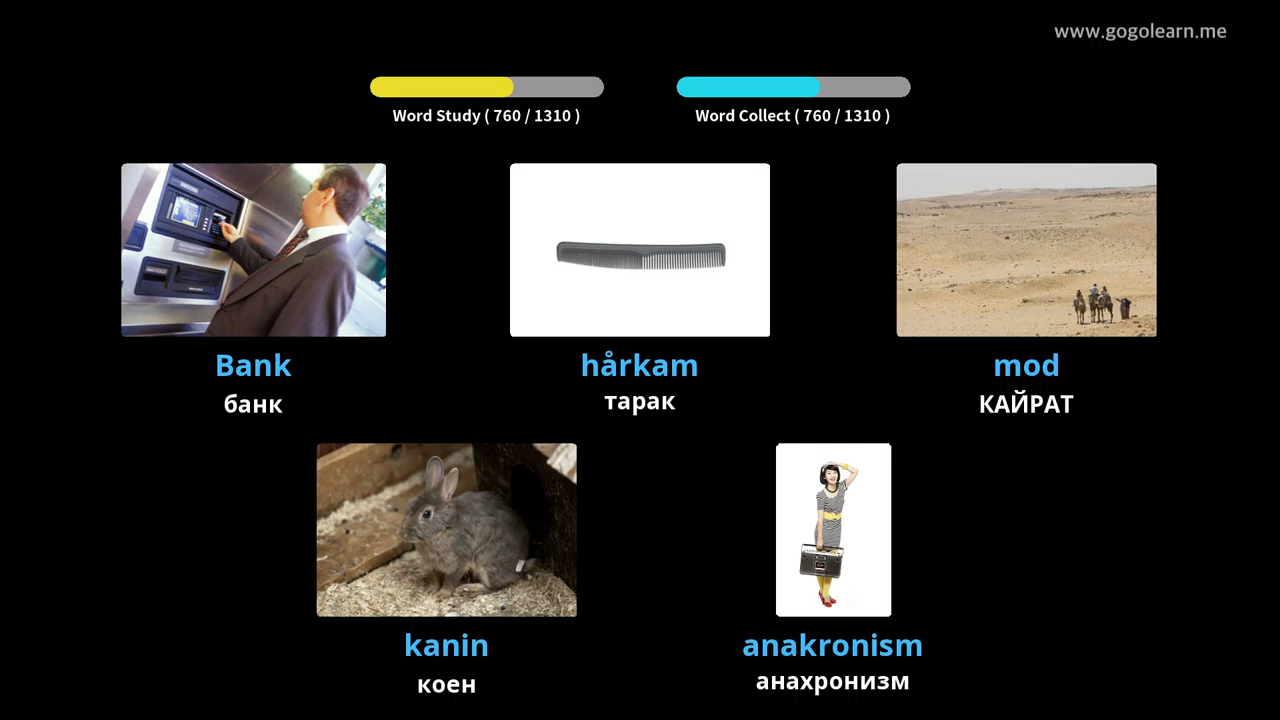 www.gogolearn.me
Word Study ( 760 / 1310 )
Word Collect ( 760 / 1310 )
Bank
hårkam
mod
банк
тарак
КАЙРАТ
kanin
anakronism
коен
анахронизм